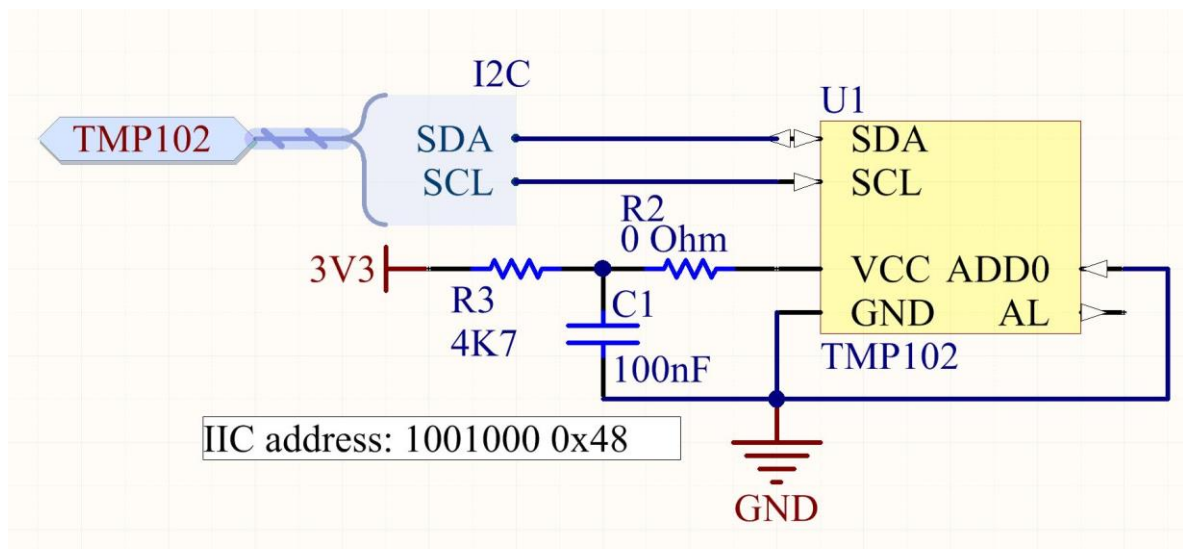 I2C
U1
TMP102
SDA
SCL
SDA
SCL
R2
0 Ohm
3V3
R3
4K7
C1
100nF
VCC ADD0
GND AL
TMP102
IIC address: 1001000 0x48
GND